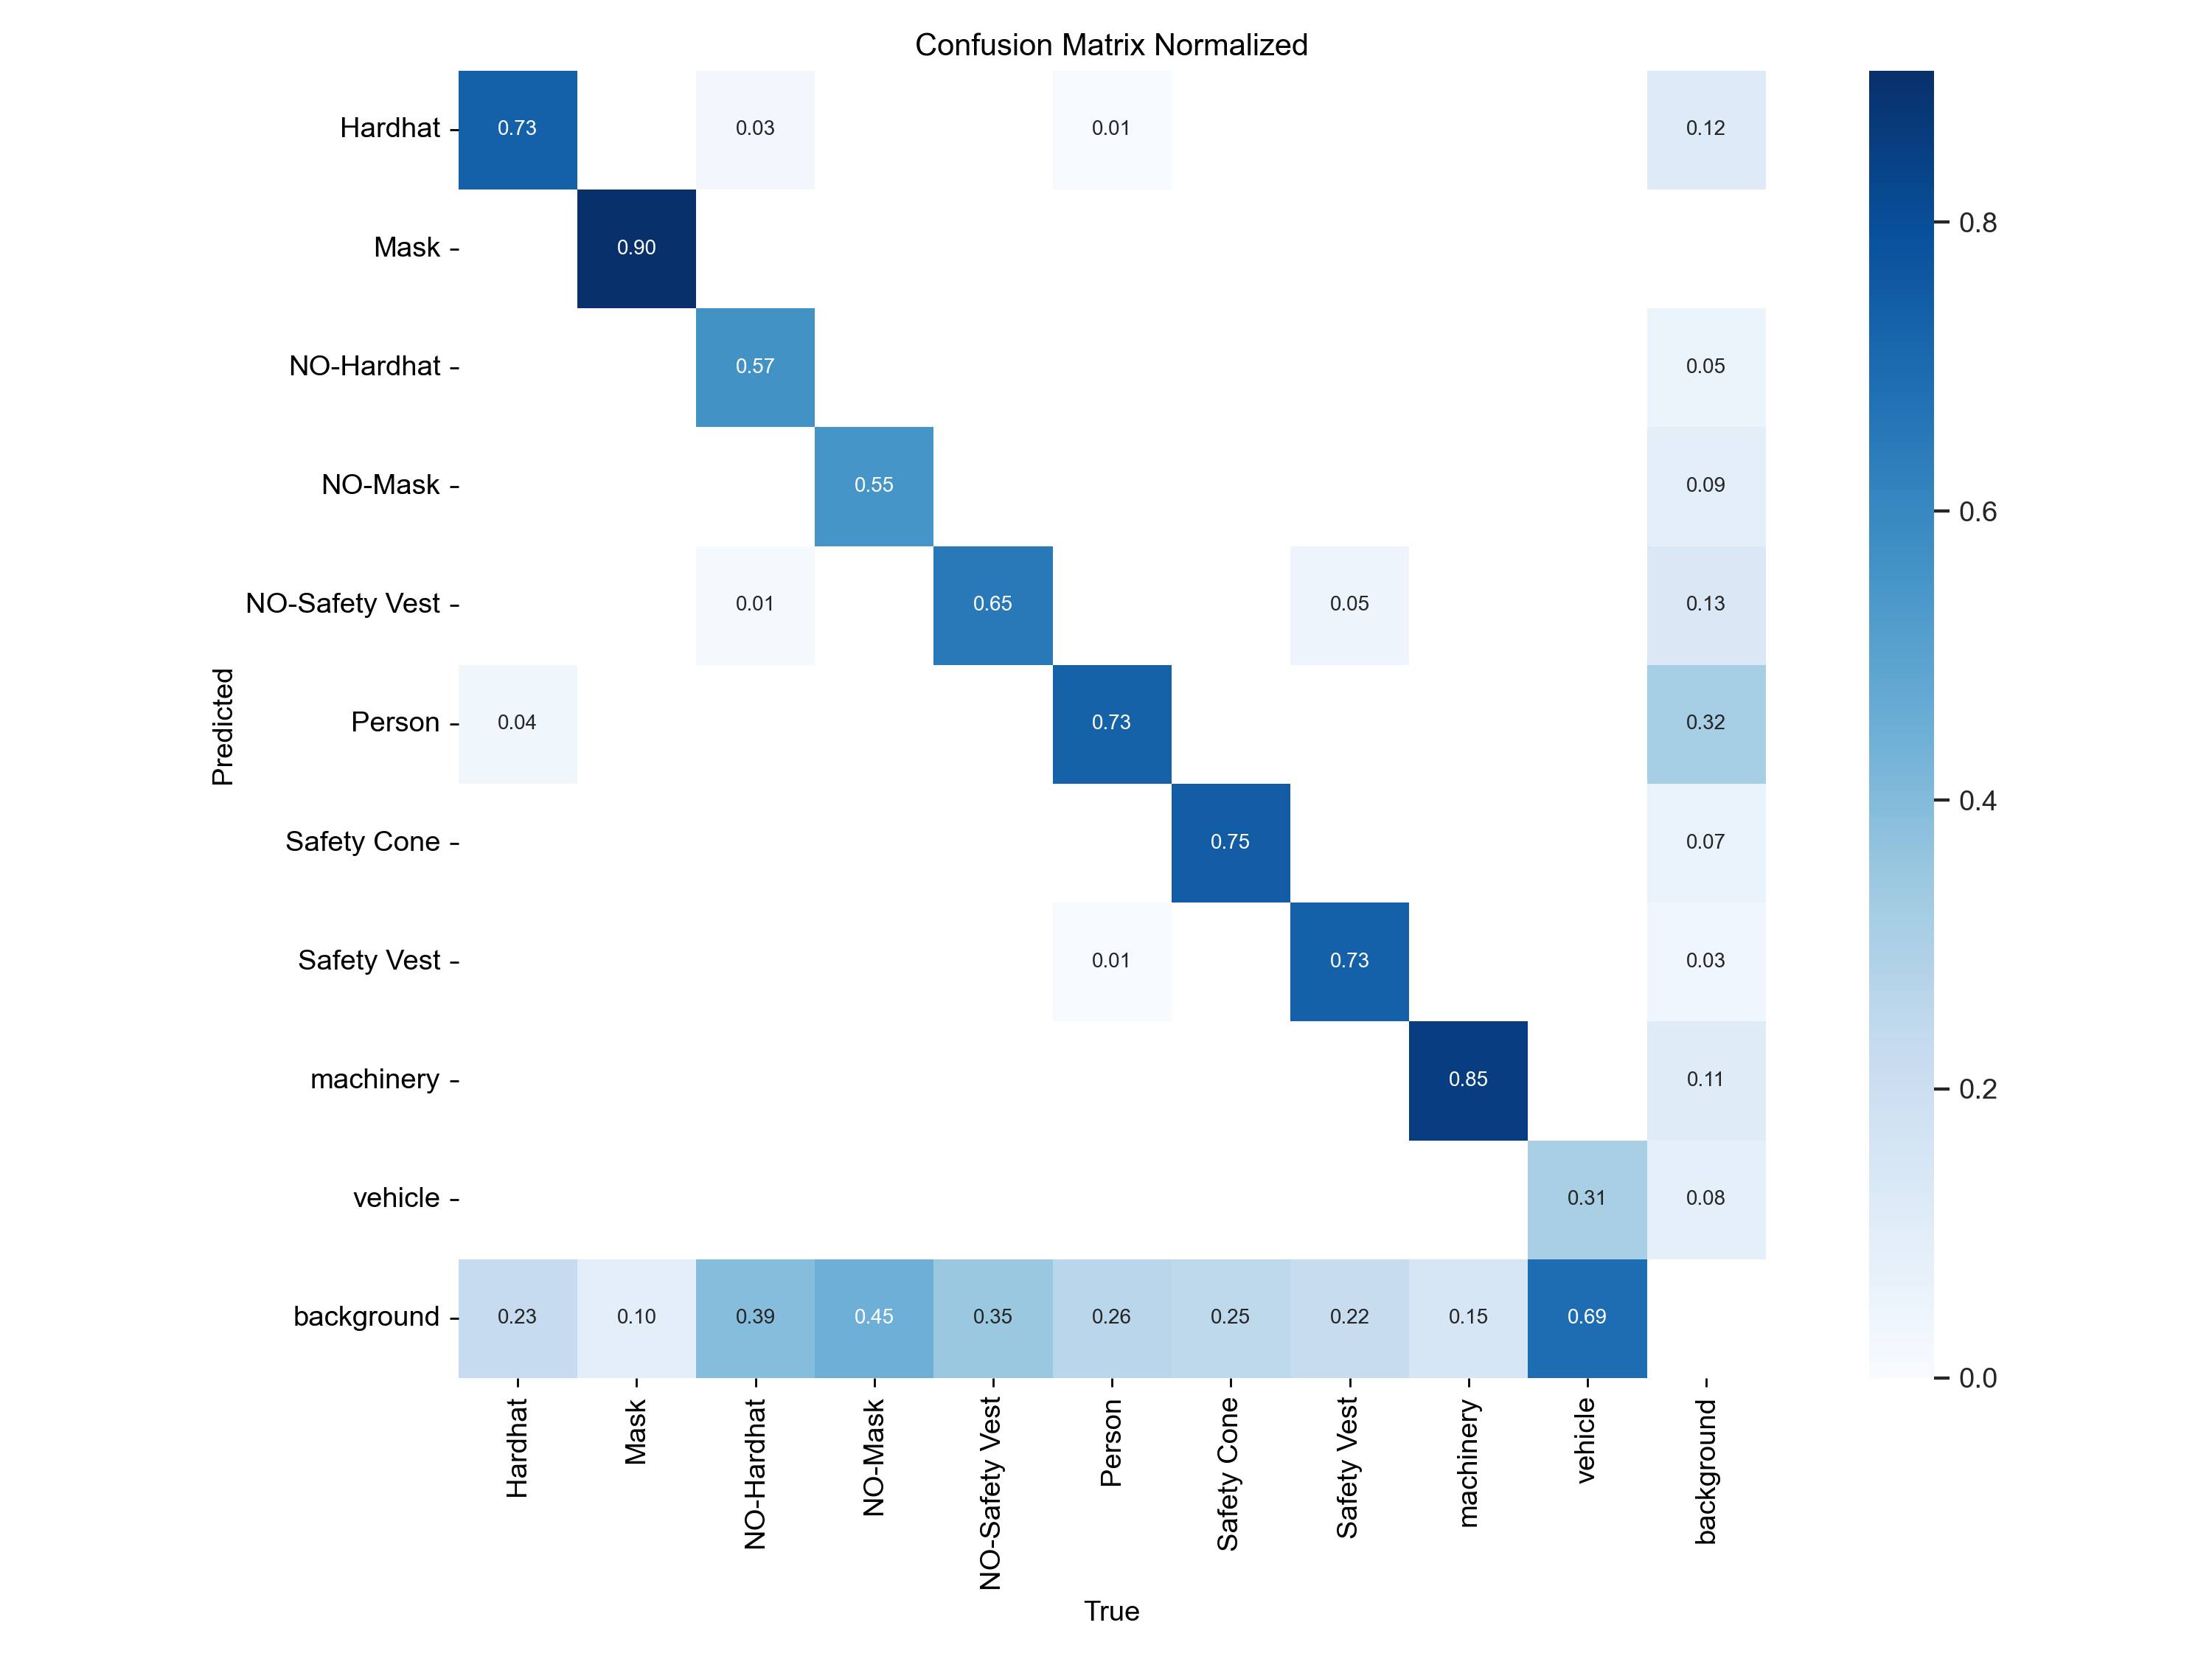 Confusion Matrix Normalized
Hardhat 0.73 0.03 0.01 0.12
Mask 0.90
NO-Hardhat 0.57 0.05
NO-Mask 0.55 0.09
NO-Safety Vest 0.01 0.65 0.05 0.13
Person 0.04 0.73 0.32
Safety Cone 0.75 0.07
Safety Vest 0.01 0.73 0.03
machinery 0.85 0.11
vehicle 0.31 0.08
background 0.23 0.10 0.39 0.45 0.35 0.26 0.25 0.22 0.15 0.69
Predicted
Hardhat
Mask
NO-Hardhat
NO-Mask
NO-Safety Vest
Person
Safety Cone
Safety Vest
machinery
vehicle
background
True
0.8
0.6
0.4
0.2
0.0